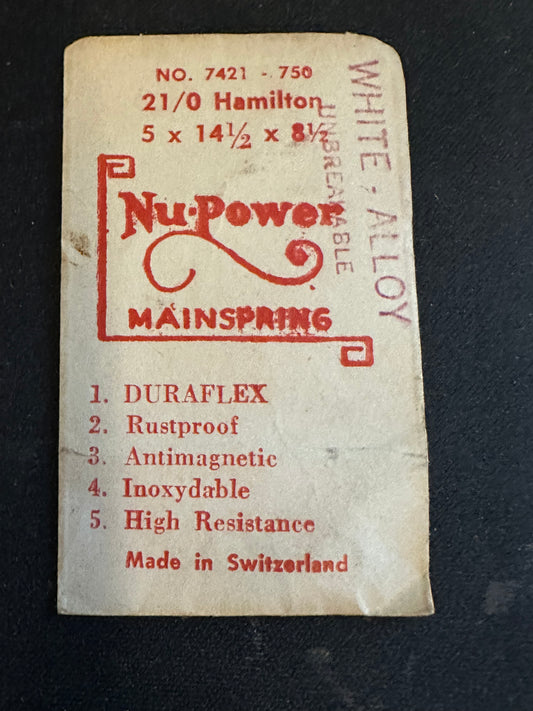 NO. 7421 - 750
21/0 Hamilton
5 x 14½ x 8½
Nu-Power
MAINSPRING
1. DURAFLEX
2. Rustproof
3. Antimagnetic
4. Inoxydable
5. High Resistance
Made in Switzerland
WHITE - ALLOY
UNBREAKABLE